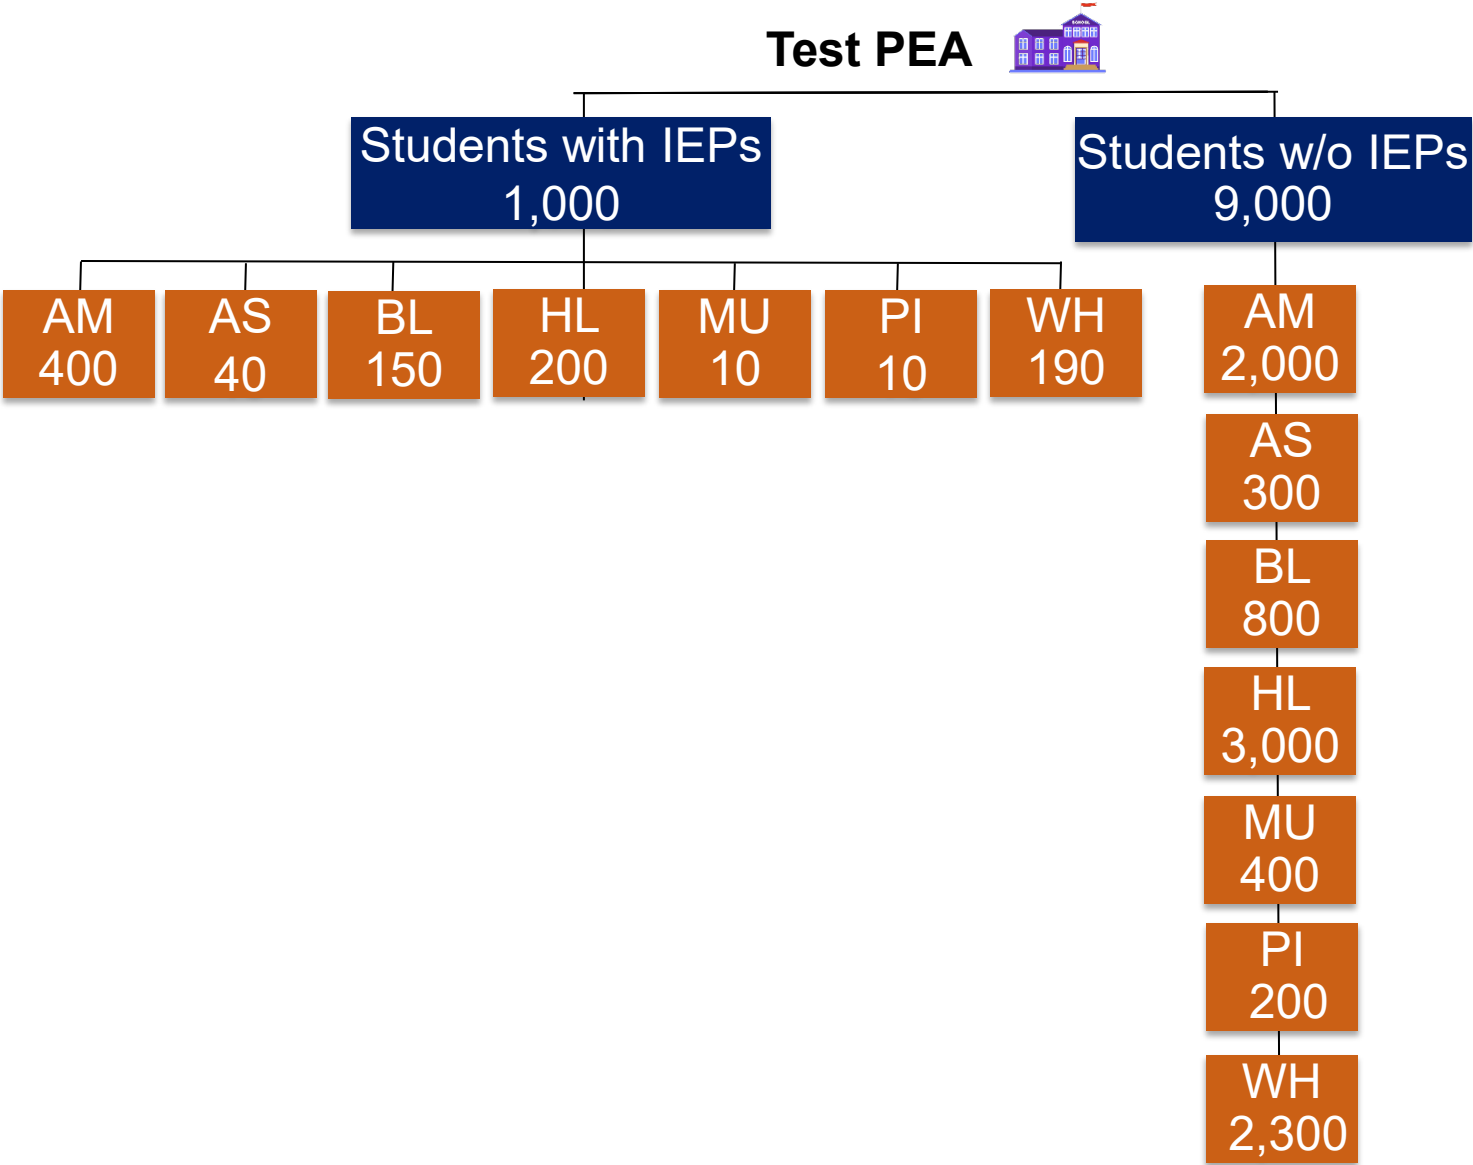 Test PEA
SCHOOL
Students with IEPs
1,000
Students w/o IEPs
9,000
AM
400
AS
40
BL
150
HL
200
MU
10
PI
10
WH
190
AM
2,000
AS
300
BL
800
HL
3,000
MU
400
PI
200
WH
2,300